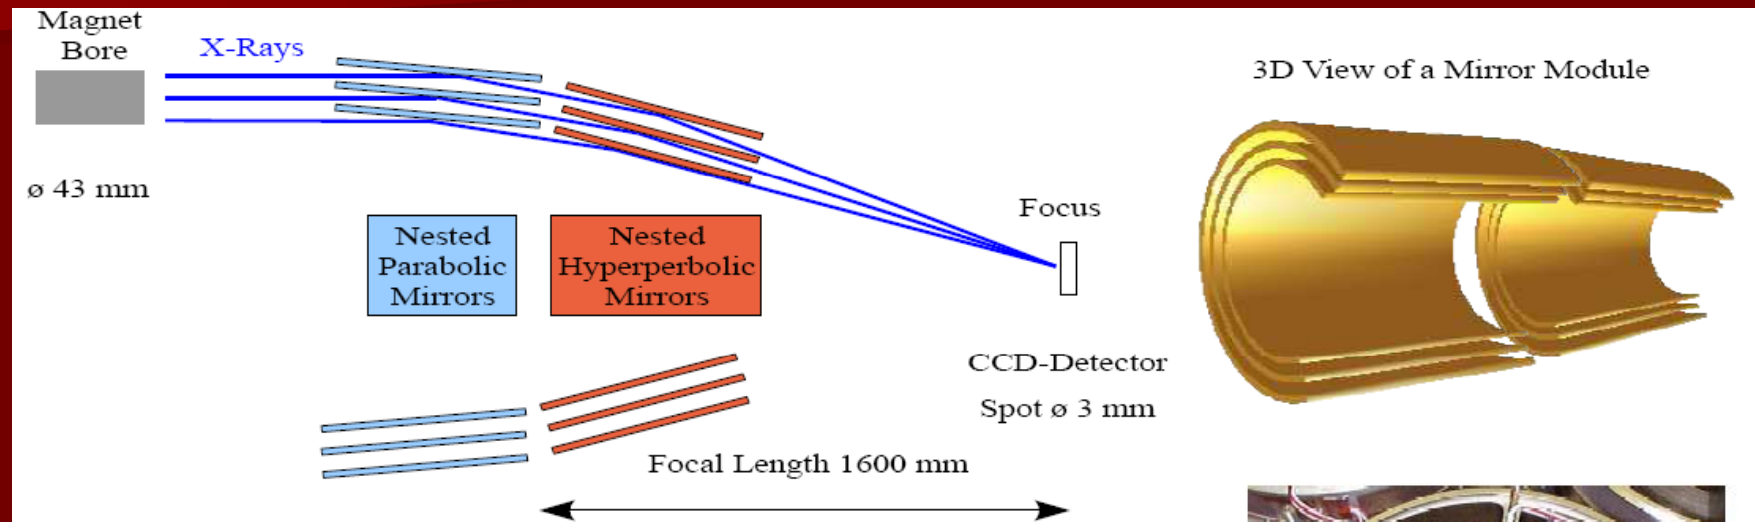 Magnet
Bore
X-Rays
3D View of a Mirror Module
ø 43 mm
Focus
Nested
Parabolic
Mirrors
Nested
Hyperperbolic
Mirrors
CCD-Detector
Spot ø 3 mm
Focal Length 1600 mm